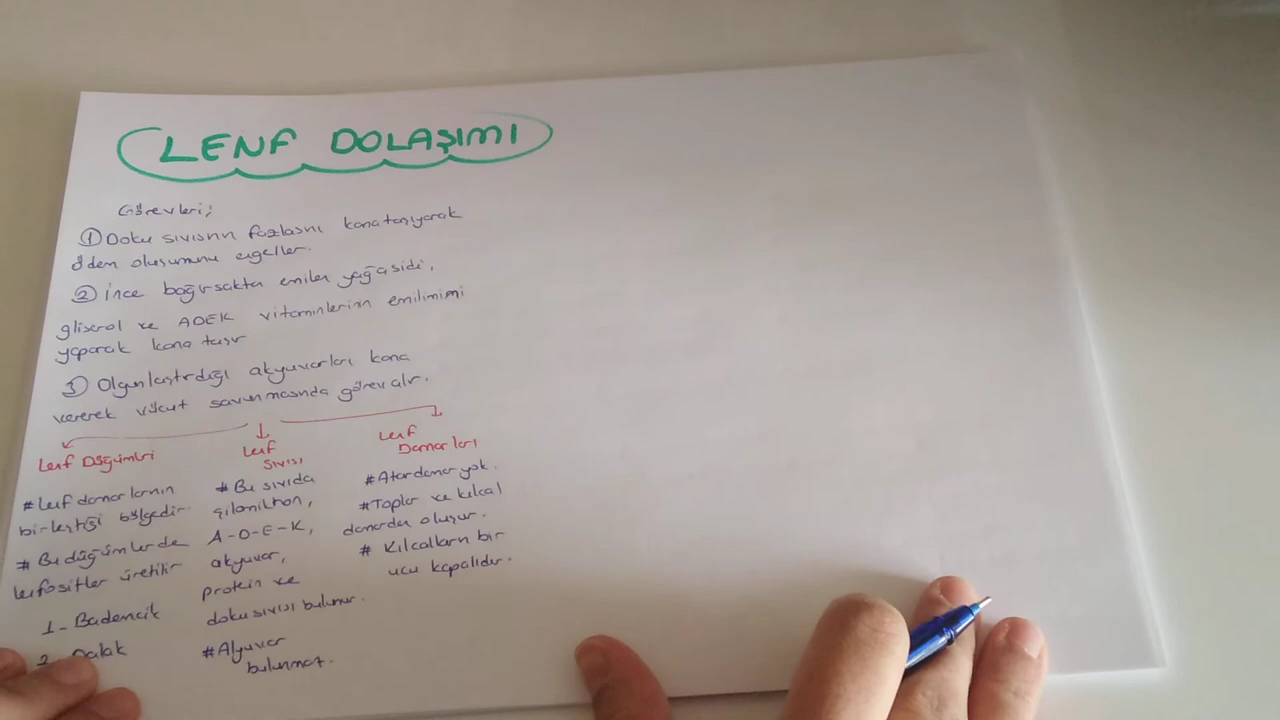 LENF DOLAŞIMI
Görevleri;
① Doku sıvısının fazlasını kana taşıyarak
ödem oluşumunu engeller.
② İnce bağırsakta emilen yağ asidi,
gliserol ve ADEK vitaminlerinin emilimini
yaparak kana taşır
③ Olgunlaştırdığı akyuvarları kana
vererek vücut savunmasında görev alır.
Lenf Düğümleri
# Lenf damarlarının
birleştiği bölgedir.
# Bu düğümlerde
lenfositler üretilir
1- Bademcik
2- Dalak
Lenf
sıvısı
# Bu sıvıda
şilomikron,
A-D-E-K,
akyuvar,
protein ve
doku sıvısı bulunur.
# Alyuvar
bulunmaz.
Lenf
Damarları
# Atardamar yok.
# Toplar ve kılcal
damardan oluşur.
# Kılcalların bir
ucu kapalıdır.